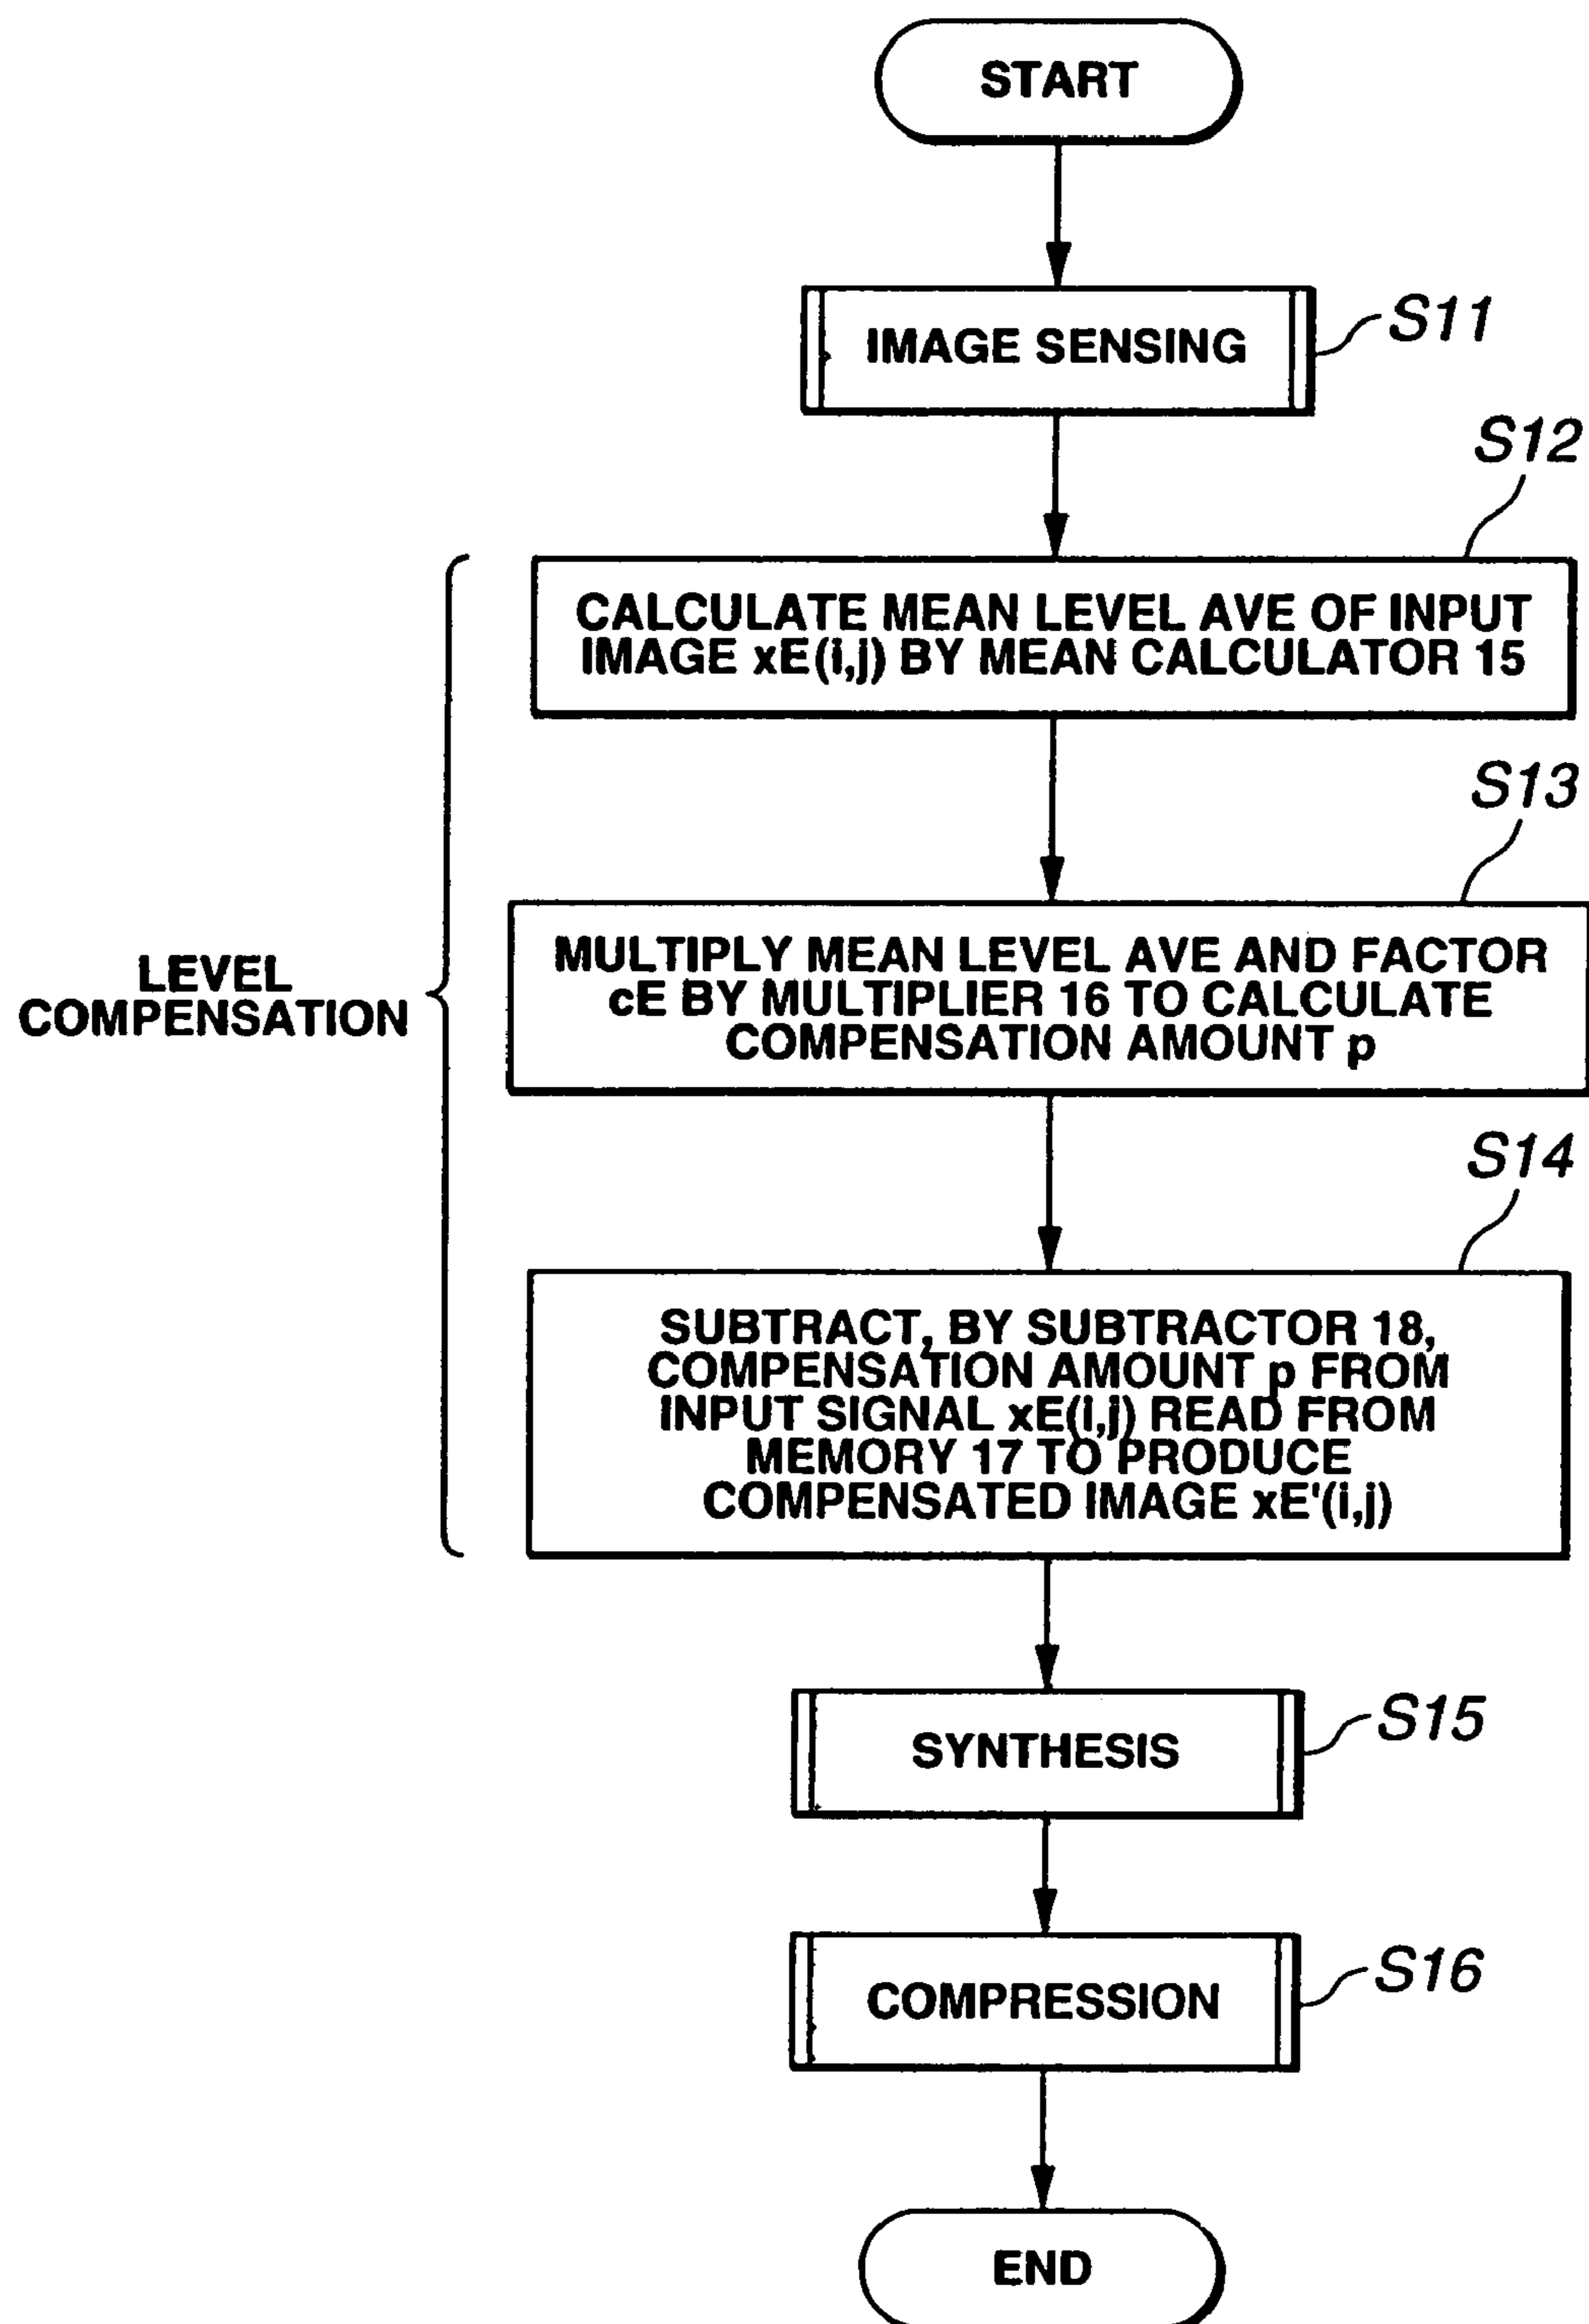 START
IMAGE SENSING
S11
S12
CALCULATE MEAN LEVEL AVE OF INPUT
IMAGE xE(i,j) BY MEAN CALCULATOR 15
S13
LEVEL
COMPENSATION
MULTIPLY MEAN LEVEL AVE AND FACTOR
cE BY MULTIPLIER 16 TO CALCULATE
COMPENSATION AMOUNT p
S14
SUBTRACT, BY SUBTRACTOR 18,
COMPENSATION AMOUNT p FROM
INPUT SIGNAL xE(i,j) READ FROM
MEMORY 17 TO PRODUCE
COMPENSATED IMAGE xE'(i,j)
SYNTHESIS
S15
COMPRESSION
S16
END